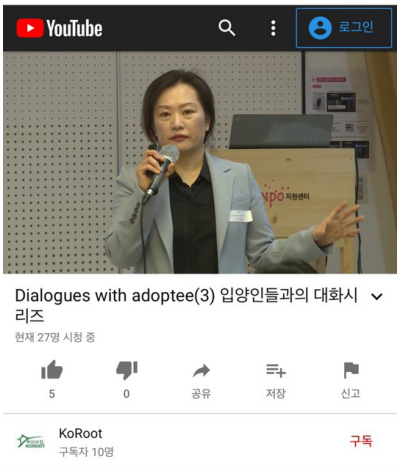 YouTube
로그인
npo 지원센터
Dialogues with adoptee(3) 입양인들과의 대화시
리즈
현재 27명 시청 중
5
0
공유
저장
신고
KoRoot
KoRoot
구독자 10명
구독